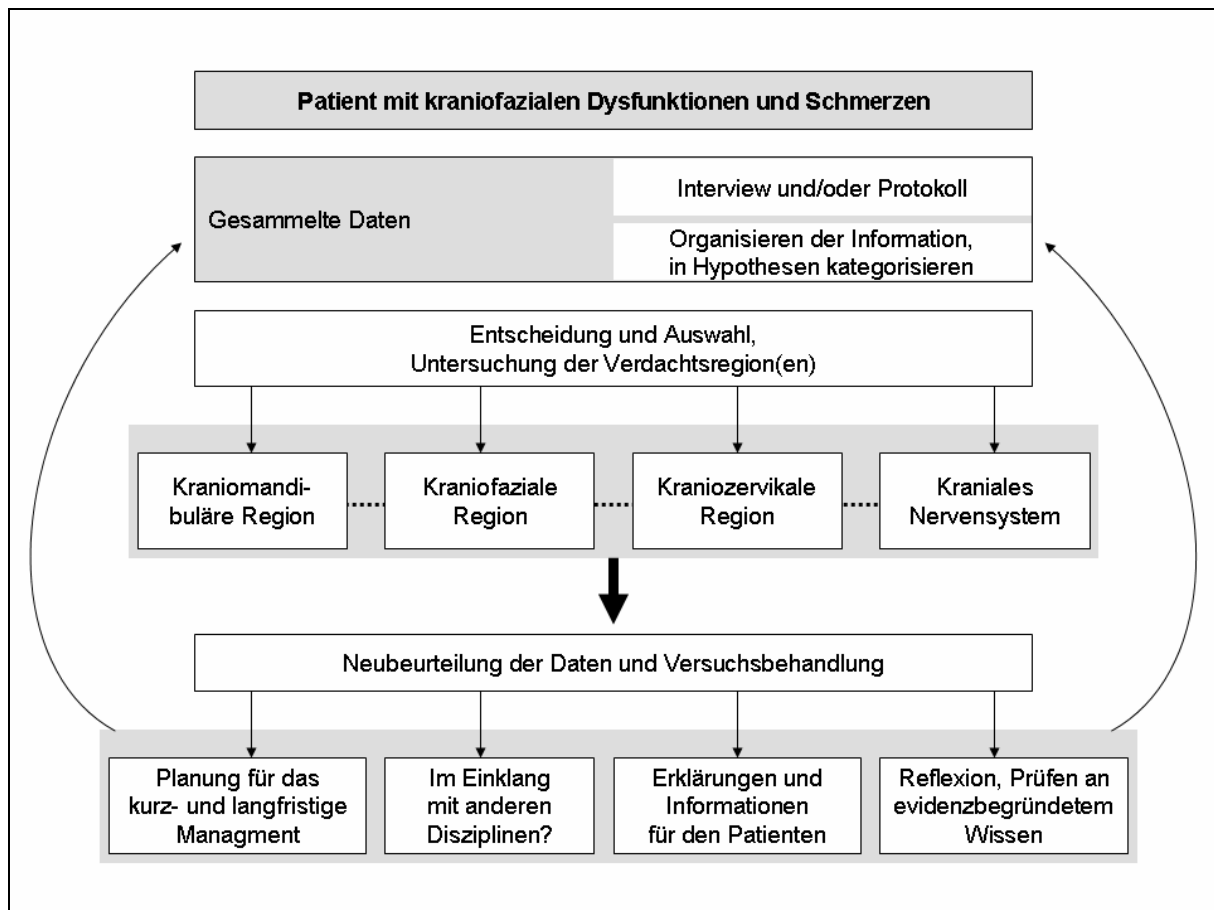 Patient mit kraniofazialen Dysfunktionen und Schmerzen
Gesammelte Daten
Interview und/oder Protokoll
Organisieren der Information,
in Hypothesen kategorisieren
Entscheidung und Auswahl,
Untersuchung der Verdachtsregion(en)
Kraniomandi-
buläre Region
Kraniofaziale
Region
Kraniozervikale
Region
Kraniales
Nervensystem
Neubeurteilung der Daten und Versuchsbehandlung
Planung für das
kurz- und langfristige
Managment
Im Einklang
mit anderen
Disziplinen?
Erklärungen und
Informationen
für den Patienten
Reflexion, Prüfen an
evidenzbegründetem
Wissen